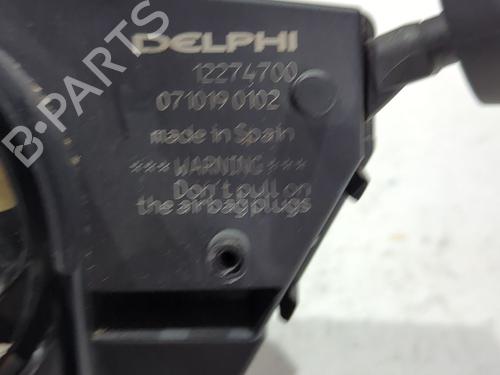 DELPHI
12274700
071019 0102
made in Spain
*** WARNING ***
Don't pull on
the airbag plugs
B-PARTS